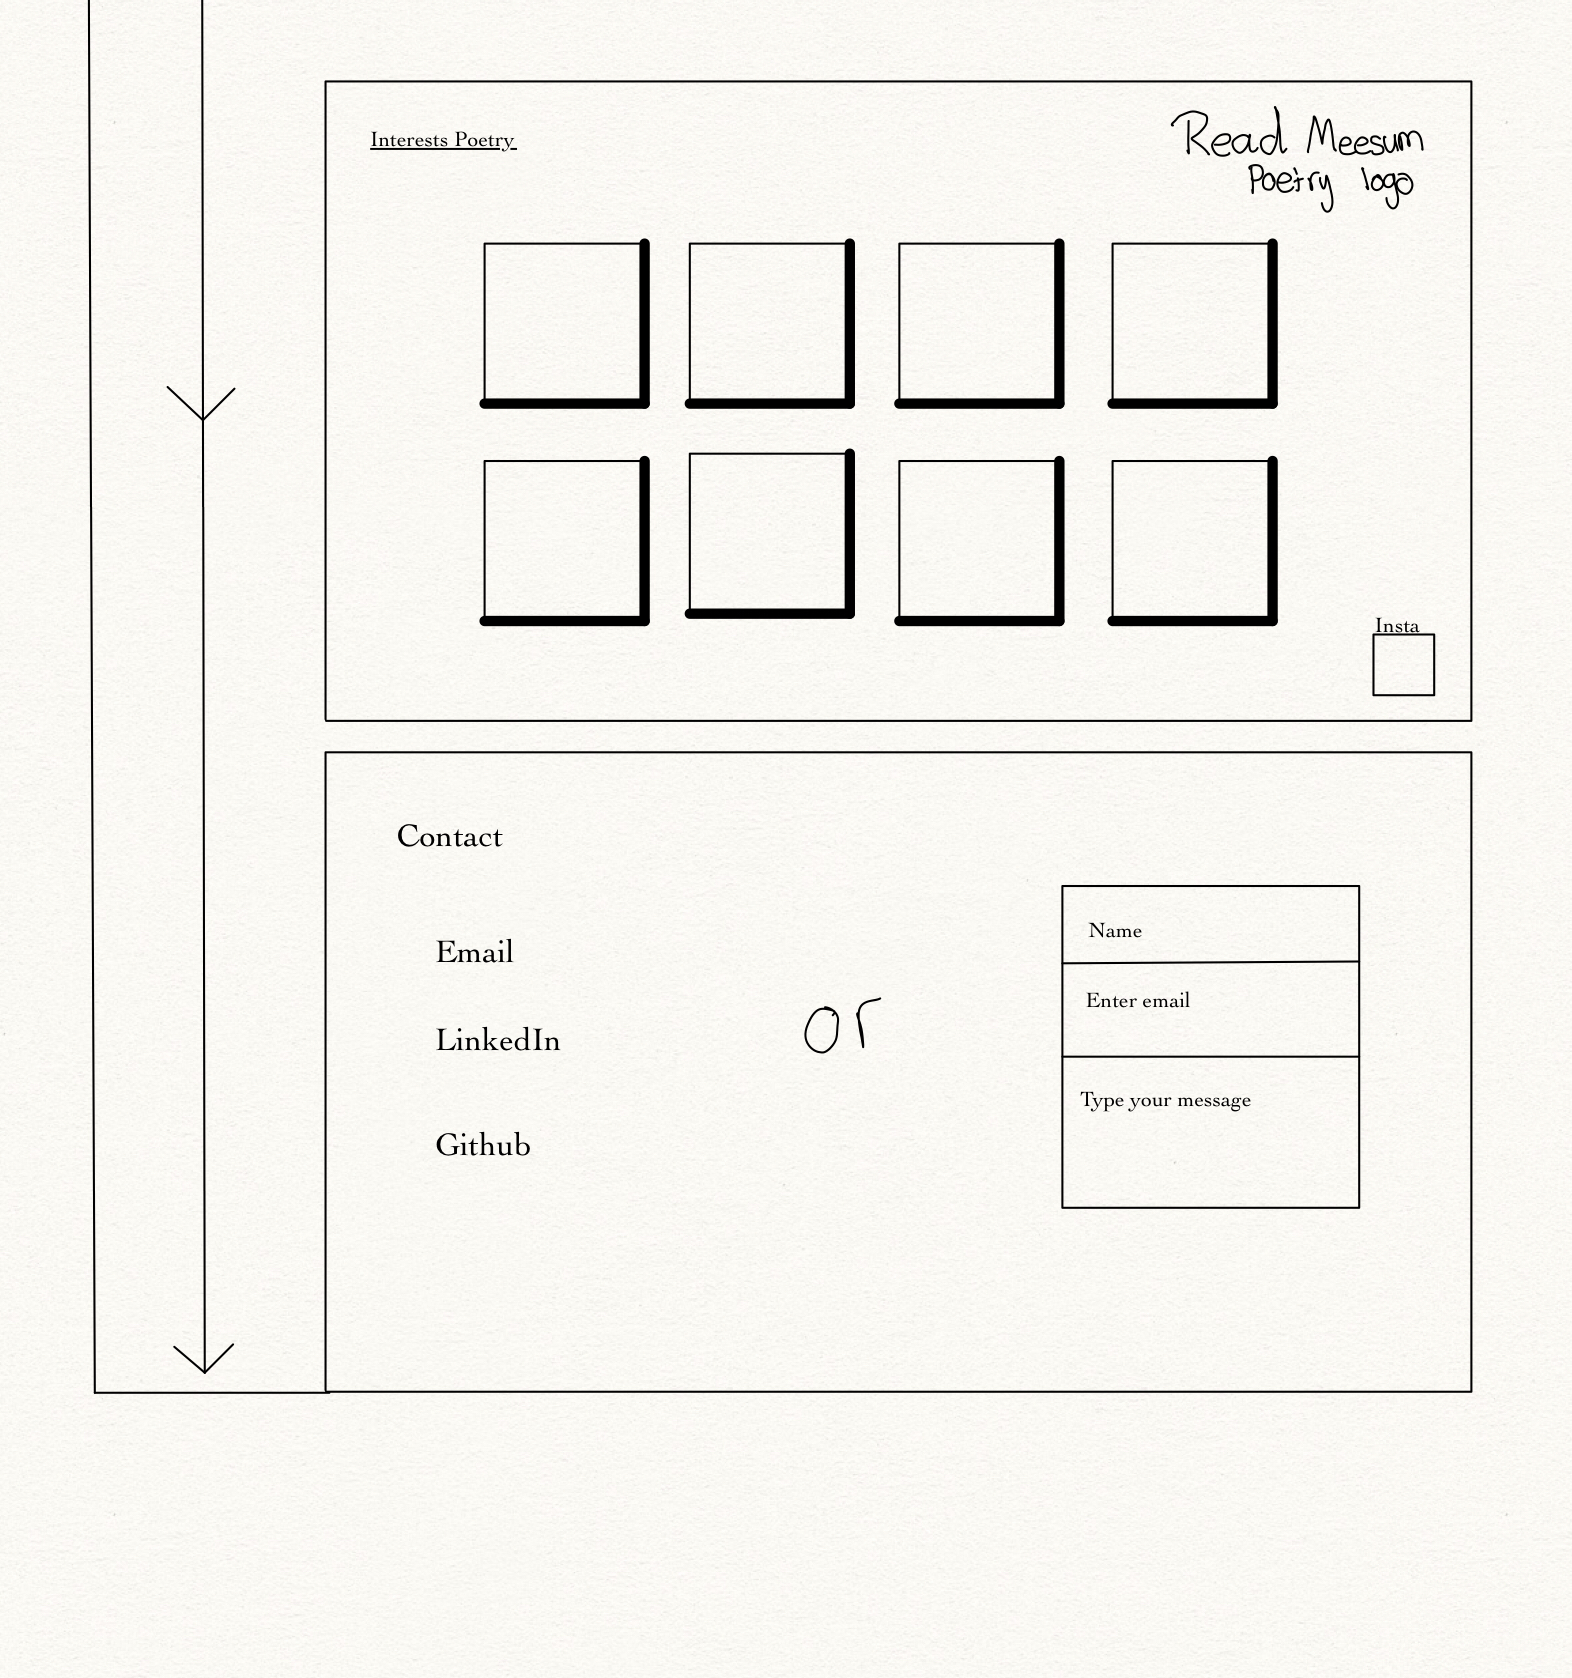 Interests Poetry
Read Meesum
Poetry logo
Insta
Contact
Email
LinkedIn
Github
or
Name
Enter email
Type your message